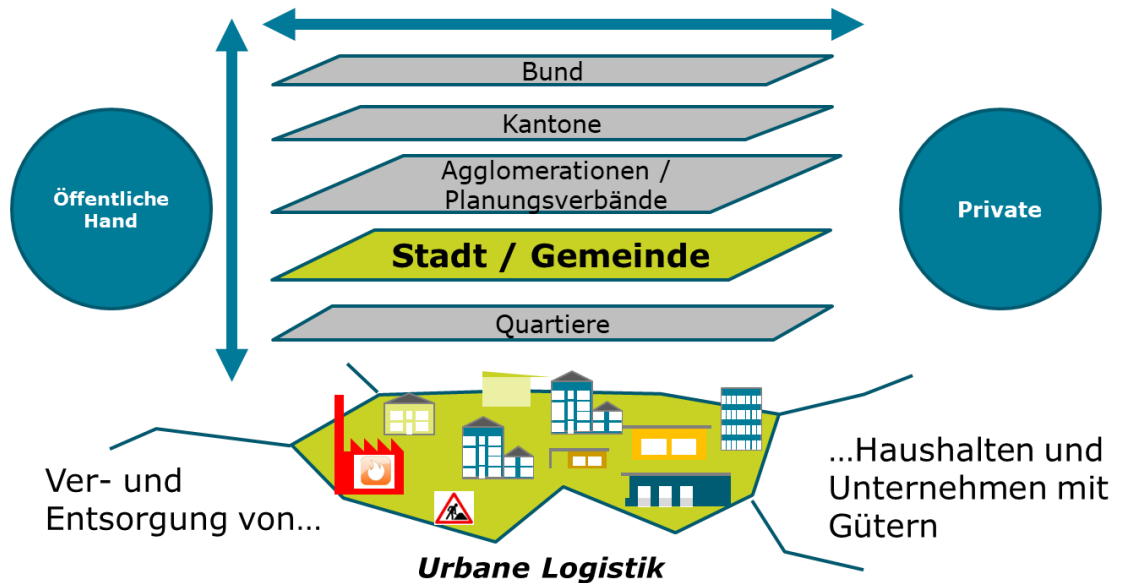 Bund
Kantone
Agglomerationen /
Planungsverbände
Stadt / Gemeinde
Quartiere
Öffentliche
Hand
Private
Ver- und
Entsorgung von...
...Haushalten und
Unternehmen mit
Gütern
Urbane Logistik